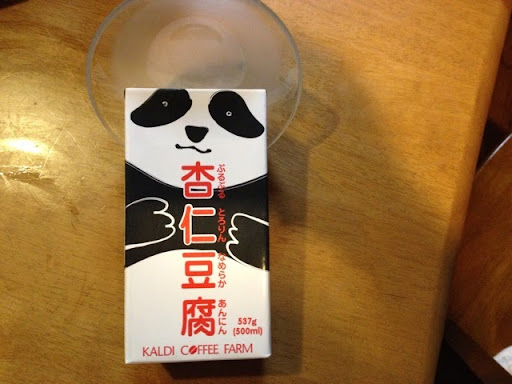 杏仁豆腐
ぷるぷる とろりん なめらか あんにん
537g
(500ml)
KALDI COFFEE FARM